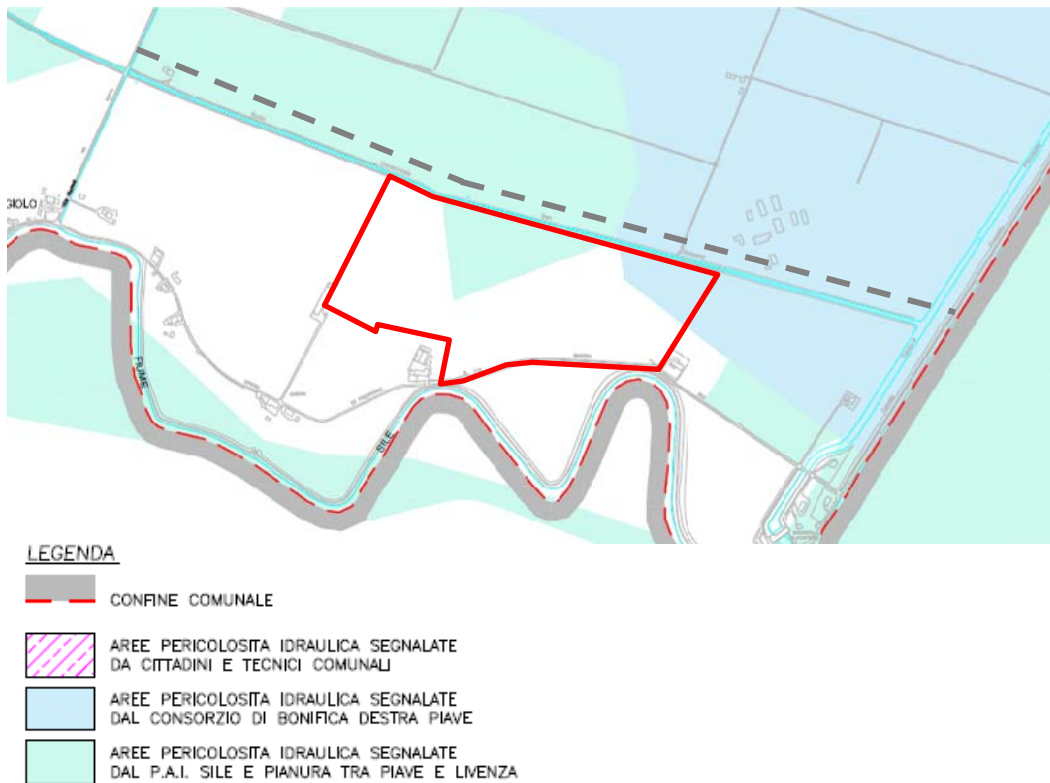 GIOLO
FIUME
SILE
LEGENDA
CONFINE COMUNALE
AREE PERICOLOSITA IDRAULICA SEGNALATE
DA CITTADINI E TECNICI COMUNALI
AREE PERICOLOSITA IDRAULICA SEGNALATE
DAL CONSORZIO DI BONIFICA DESTRA PIAVE
AREE PERICOLOSITA IDRAULICA SEGNALATE
DAL P.A.I. SILE E PIANURA TRA PIAVE E LIVENZA